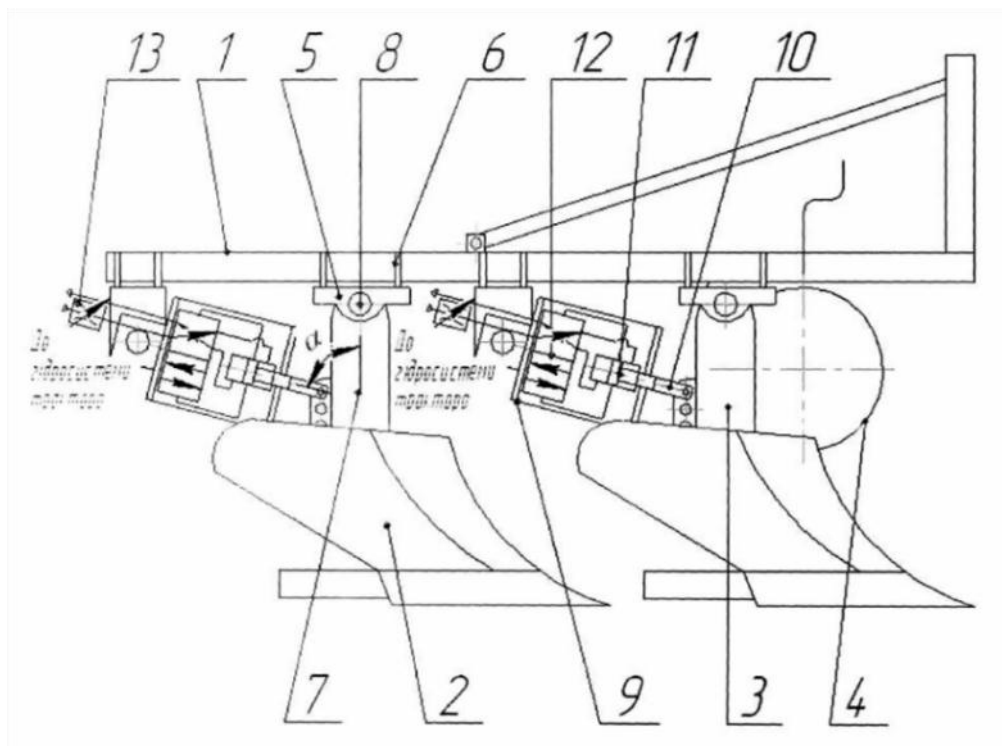 13 1 5 8 6 12 11 10
α
До
гідросистеми
трактора
До
гідросистеми
трактора
7 2 9 3 4